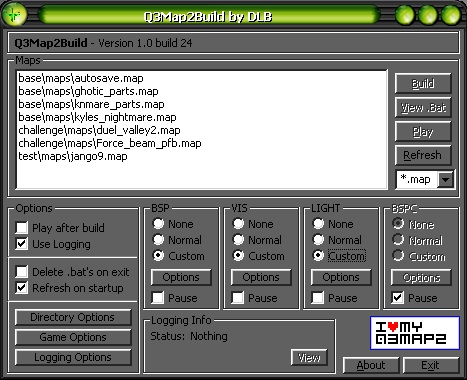 Q3Map2Build by DLB
Q3Map2Build - Version 1.0 build 24
Maps
base\maps\autosave.map
base\maps\ghotic_parts.map
base\maps\knmare_parts.map
base\maps\kyles_nightmare.map
challenge\maps\duel_valley2.map
challenge\maps\Force_beam_pfb.map
test\maps\jango9.map
Build
View .Bat
Play
Refresh
*.map
Options
Play after build
Use Logging
Delete .bat's on exit
Refresh on startup
Directory Options
Game Options
Logging Options
BSP
None
Normal
Custom
Options
Pause
VIS
None
Normal
Custom
Options
Pause
LIGHT
None
Normal
Custom
Options
Pause
BSPC
None
Normal
Custom
Options
Pause
Logging Info
Status: Nothing
View
I♥MY
Q3MAP2
About
Exit